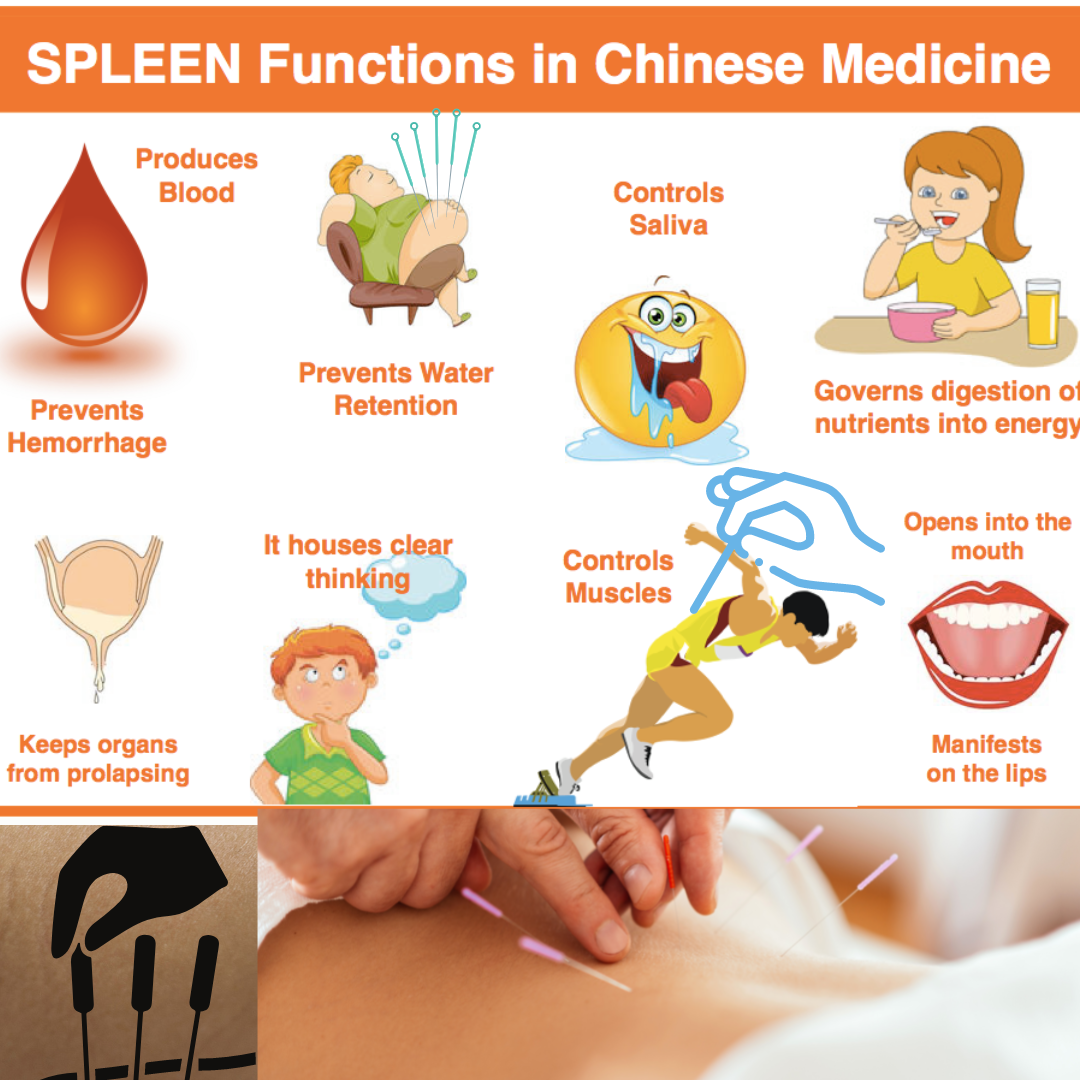 SPLEEN Functions in Chinese Medicine
Produces
Blood
Prevents
Hemorrhage
Prevents Water
Retention
Controls
Saliva
Governs digestion of
nutrients into energy
Keeps organs
from prolapsing
It houses clear
thinking
Controls
Muscles
Opens into the
mouth
Manifests
on the lips